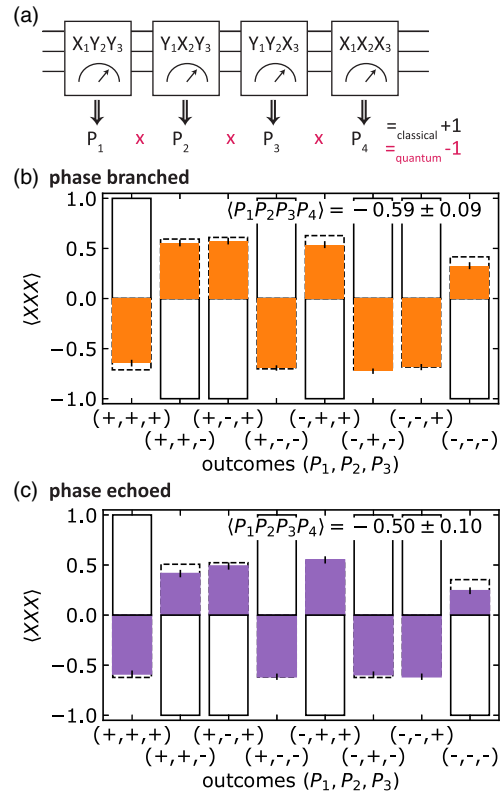 (a)
X₁Y₂Y₃ Y₁X₂Y₃ Y₁Y₂X₃ X₁X₂X₃
P₁ x P₂ x P₃ x P₄ =classical +1
=quantum -1
(b) phase branched
⟨P₁P₂P₃P₄⟩ = −0.59 ± 0.09
1.0
0.5
0.0
−0.5
−1.0
⟨XXX⟩
(+,+,+) (+,-,+) (-,+,+) (-,-,+)
(+,+,-) (+,-,-) (-,+,-) (-,-,-)
outcomes (P₁, P₂, P₃)
(c) phase echoed
⟨P₁P₂P₃P₄⟩ = −0.50 ± 0.10
1.0
0.5
0.0
−0.5
−1.0
⟨XXX⟩
(+,+,+) (+,-,+) (-,+,+) (-,-,+)
(+,+,-) (+,-,-) (-,+,-) (-,-,-)
outcomes (P₁, P₂, P₃)